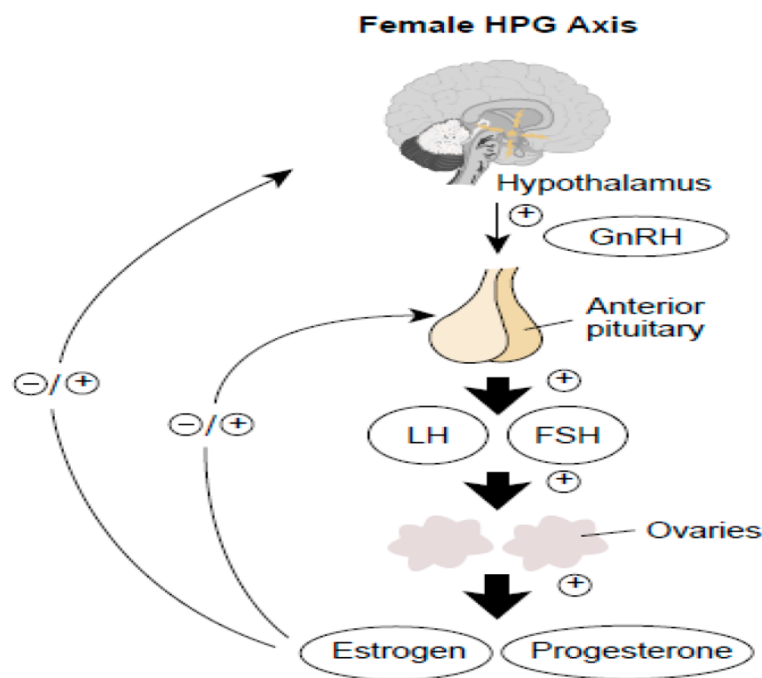 Female HPG Axis
Hypothalamus
+
GnRH
Anterior
pituitary
−/+
−/+
+
LH
FSH
+
Ovaries
+
Estrogen
Progesterone